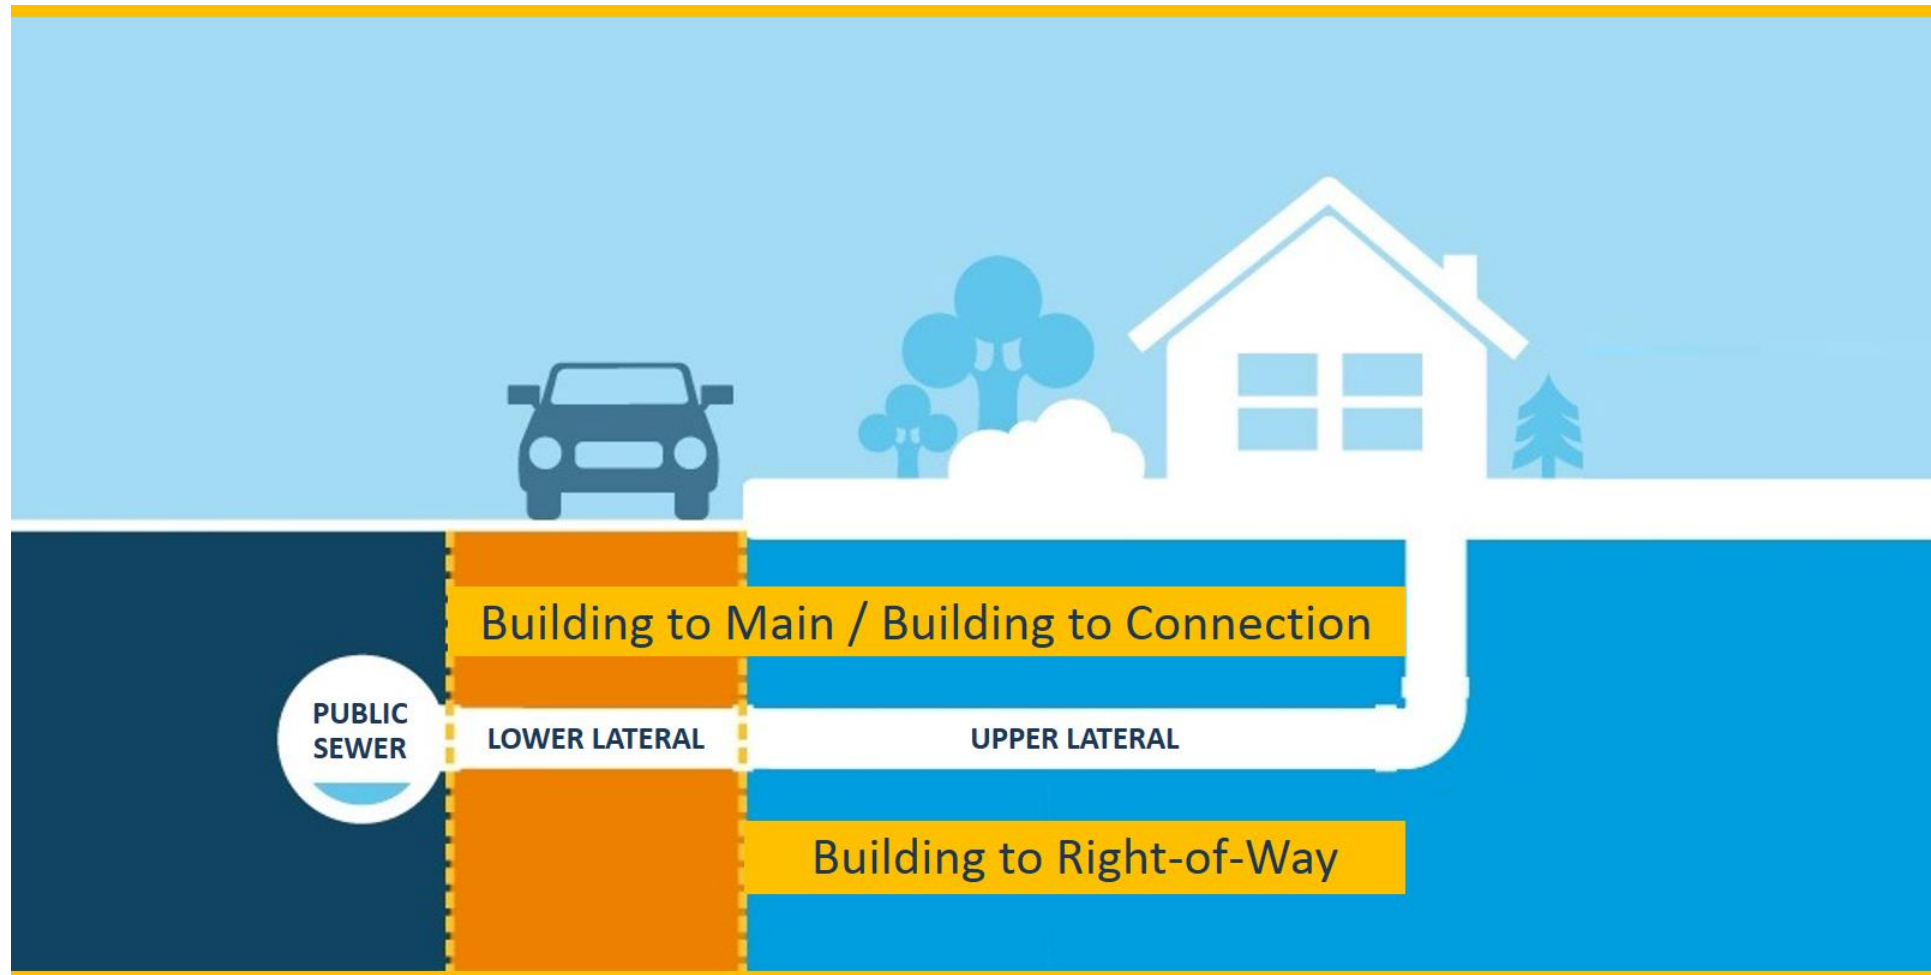 Building to Main / Building to Connection
PUBLIC
SEWER
LOWER LATERAL
UPPER LATERAL
Building to Right-of-Way